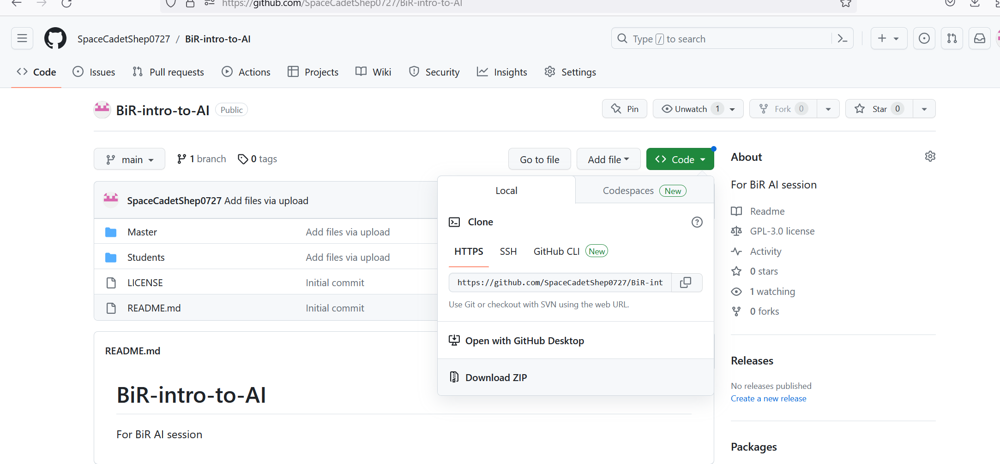 https://github.com/SpaceCadetShep0727/BiR-intro-to-AI
SpaceCadetShep0727 / BiR-intro-to-AI
Type / to search
Code Issues Pull requests Actions Projects Wiki Security Insights Settings
BiR-intro-to-AI Public
Pin Unwatch 1 Fork 0 Star 0
main 1 branch 0 tags
Go to file Add file Code
SpaceCadetShep0727 Add files via upload
Master Add files via upload
Students Add files via upload
LICENSE Initial commit
README.md Initial commit
README.md
BiR-intro-to-AI
For BiR AI session
Local Codespaces New
Clone
HTTPS SSH GitHub CLI New
https://github.com/SpaceCadetShep0727/BiR-int
Use Git or checkout with SVN using the web URL.
Open with GitHub Desktop
Download ZIP
About
For BiR AI session
Readme
GPL-3.0 license
Activity
0 stars
1 watching
0 forks
Releases
No releases published
Create a new release
Packages